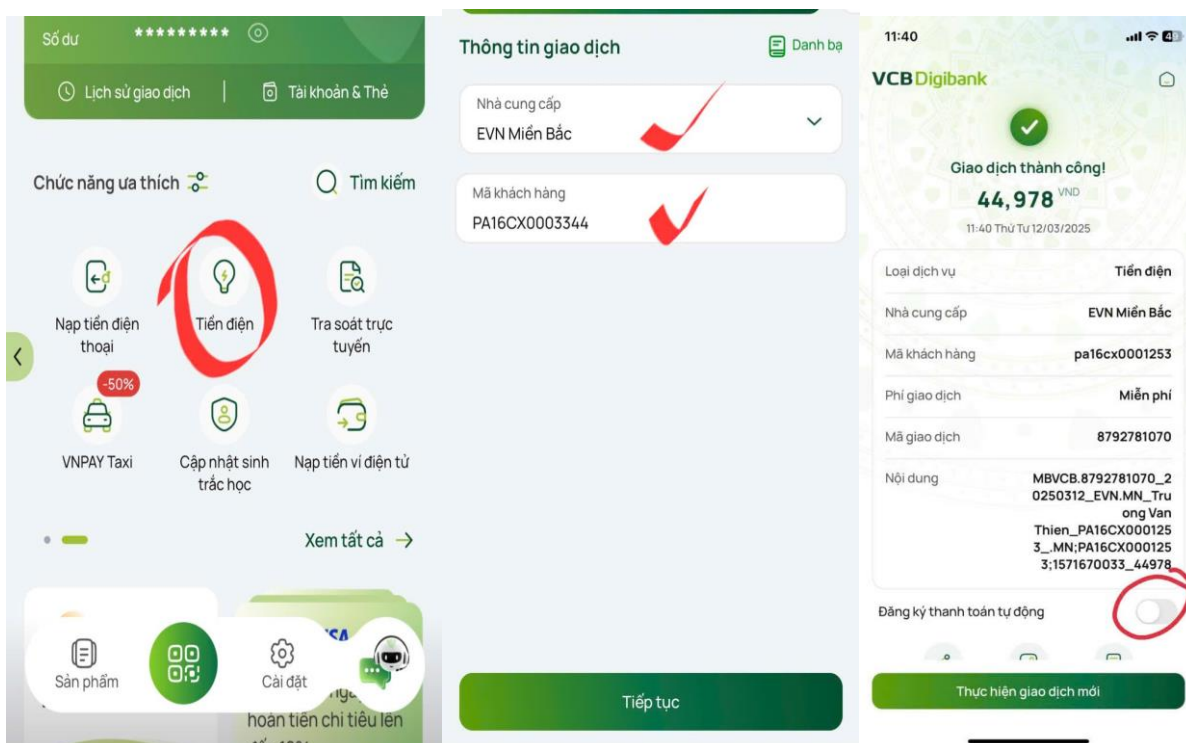 Số dư ********* 
Lịch sử giao dịch | Tài khoản & Thẻ
Chức năng ưa thích Tìm kiếm
Nạp tiền điện
thoại
Tiền điện
Tra soát trực
tuyến
-50%
VNPAY Taxi
Cập nhật sinh
trắc học
Nạp tiền ví điện tử
Xem tất cả →
Sản phẩm
Cài đặt
hoàn tiền chi tiêu lên
Thông tin giao dịch
Danh bạ
Nhà cung cấp
EVN Miền Bắc
Mã khách hàng
PA16CX0003344
Tiếp tục
11:40
VCB Digibank
Giao dịch thành công!
44,978 VND
11:40 Thứ Tư 12/03/2025
Loại dịch vụ Tiền điện
Nhà cung cấp EVN Miền Bắc
Mã khách hàng pa16cx0001253
Phí giao dịch Miễn phí
Mã giao dịch 8792781070
Nội dung MBVCB.8792781070_2
0250312_EVN.MN_Tru
ong Van
Thien_PA16CX000125
3_.MN;PA16CX000125
3;1571670033_44978
Đăng ký thanh toán tự động
Thực hiện giao dịch mới